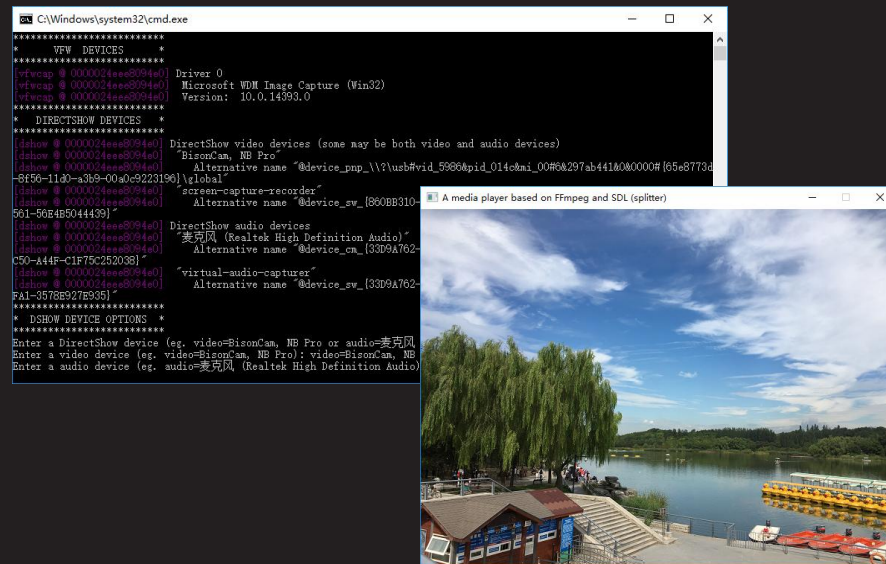 C:\Windows\system32\cmd.exe
**************************
* VFW DEVICES *
**************************
[vfwcap @ 0000024eee8094e0] Driver 0
[vfwcap @ 0000024eee8094e0] Microsoft WDM Image Capture (Win32)
[vfwcap @ 0000024eee8094e0] Version: 10.0.14393.0
**************************
* DIRECTSHOW DEVICES *
**************************
[dshow @ 0000024eee8094e0] DirectShow video devices (some may be both video and audio devices)
[dshow @ 0000024eee8094e0] "BisonCam, NB Pro"
[dshow @ 0000024eee8094e0] Alternative name "@device_pnp_\\?\usb#vid_5986&pid_014c&mi_00#6&297ab441&0&0000#{65e8773d
-8f56-11d0-a3b9-00a0c9223196}\global"
[dshow @ 0000024eee8094e0] "screen-capture-recorder"
[dshow @ 0000024eee8094e0] Alternative name "@device_sw_{860BB310-
561-56E4B5044439}"
[dshow @ 0000024eee8094e0] DirectShow audio devices
[dshow @ 0000024eee8094e0] "麦克风 (Realtek High Definition Audio)"
[dshow @ 0000024eee8094e0] Alternative name "@device_cm_{33D9A762-
C50-A44F-C1F75C252038}"
[dshow @ 0000024eee8094e0] "virtual-audio-capturer"
[dshow @ 0000024eee8094e0] Alternative name "@device_sw_{33D9A762-
FA1-3578E927E935}"
**************************
* DSHOW DEVICE OPTIONS *
**************************
Enter a DirectShow device (eg. video=BisonCam, NB Pro or audio=麦克风
Enter a video device (eg. video=BisonCam, NB Pro): video=BisonCam, NB
Enter a audio device (eg. audio=麦克风 (Realtek High Definition Audio)
A media player based on FFmpeg and SDL (splitter)